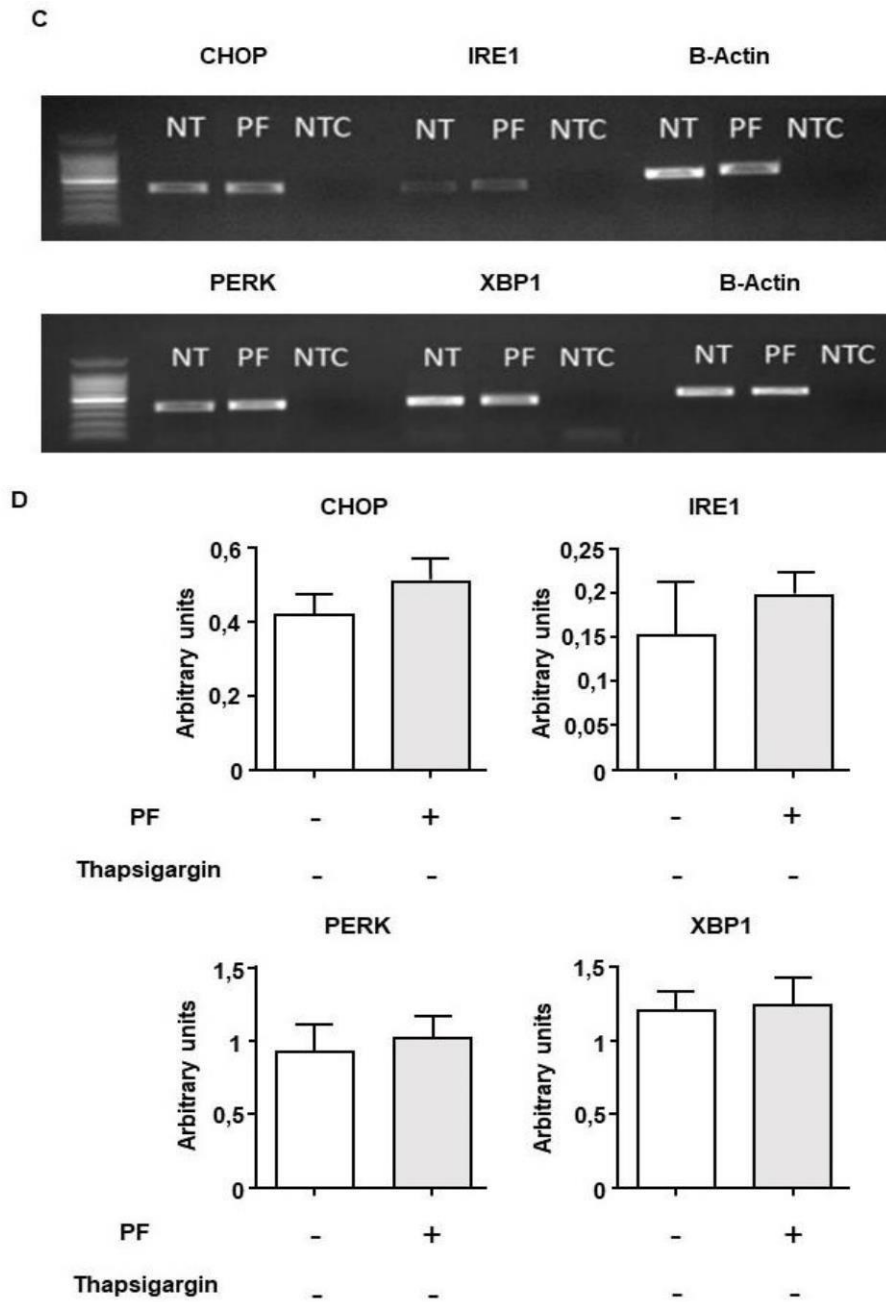 C
CHOP IRE1 B-Actin
NT PF NTC NT PF NTC NT PF NTC
PERK XBP1 B-Actin
NT PF NTC NT PF NTC NT PF NTC
D
CHOP IRE1
Arbitrary units
0,6
0,4
0,2
0
Arbitrary units
0,25
0,2
0,15
0,1
0,05
0
PF - + - +
Thapsigargin - - - -
PERK XBP1
Arbitrary units
1,5
1
0,5
0
Arbitrary units
1,5
1
0,5
0
PF - + - +
Thapsigargin - - - -